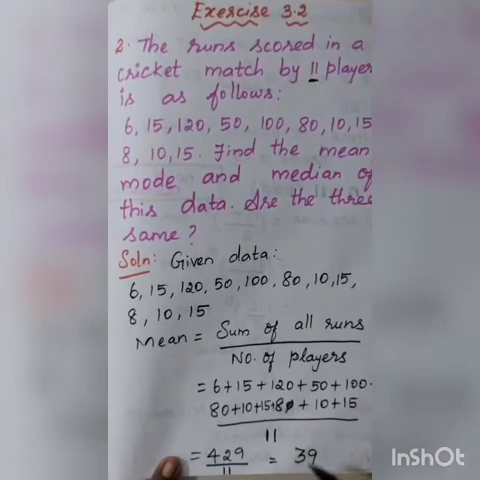 Exercise 3.2
2. The runs scored in a
cricket match by 11 player
is as follows:
6, 15, 120, 50, 100, 80, 10, 15
8, 10, 15. Find the mean
mode and median of
this data. Are the three
same?
Soln: Given data:
6, 15, 120, 50, 100, 80, 10, 15,
8, 10, 15
Mean = Sum of all runs
No. of players
= 6+15+120+50+100.
80+10+15+8+10+15
11
= 429 = 39
11
InShOt